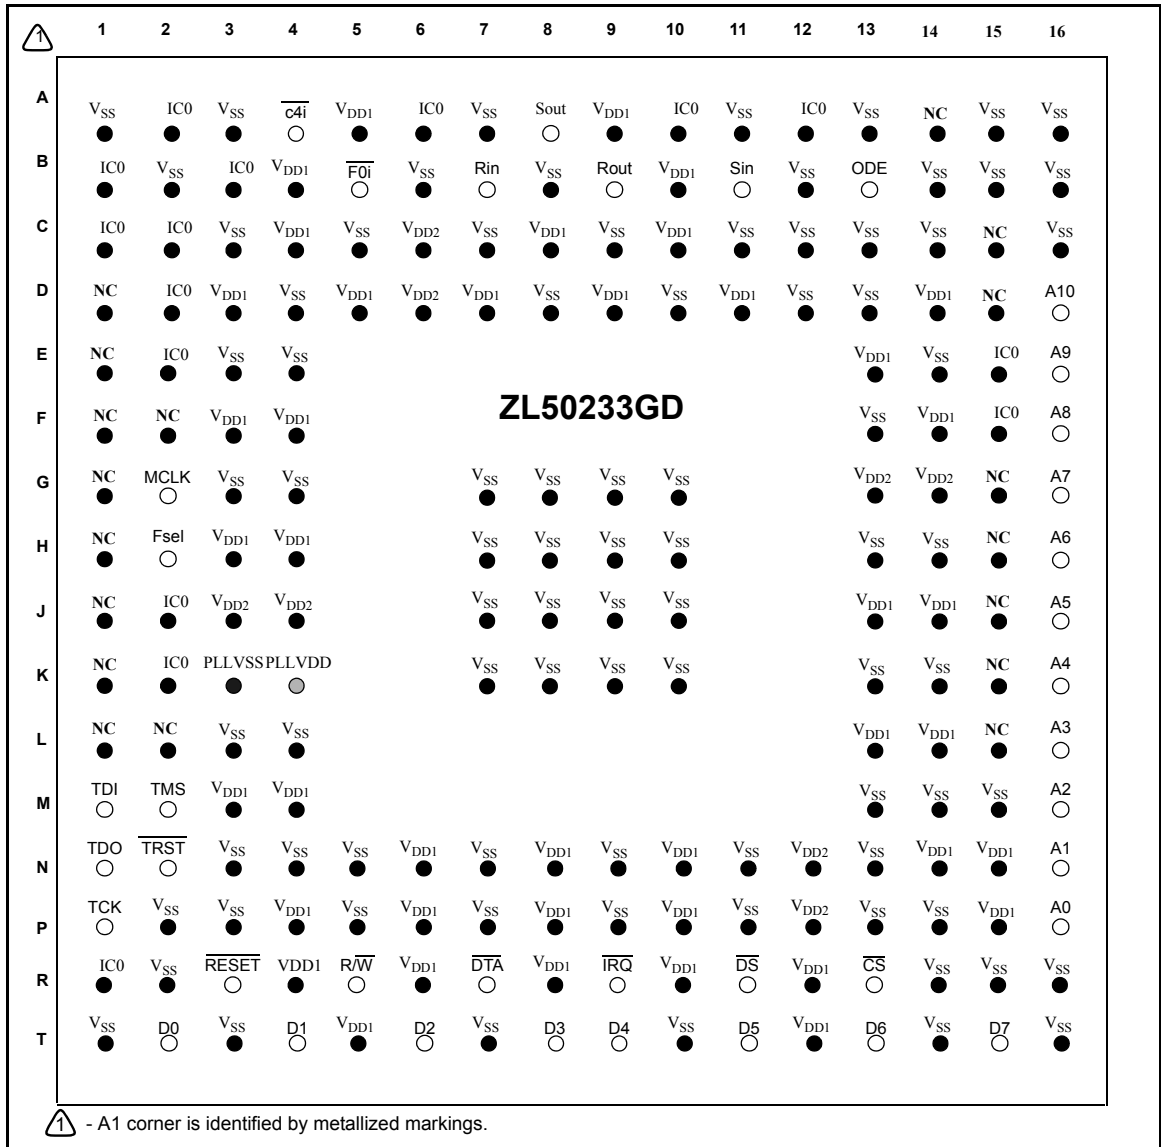 1 1 2 3 4 5 6 7 8 9 10 11 12 13 14 15 16
A VSS IC0 VSS c4i VDD1 IC0 VSS Sout VDD1 IC0 VSS IC0 VSS NC VSS VSS
B IC0 VSS IC0 VDD1 F0i VSS Rin VSS Rout VDD1 Sin VSS ODE VSS VSS VSS
C IC0 IC0 VSS VDD1 VSS VDD2 VSS VDD1 VSS VDD1 VSS VSS VSS VSS NC VSS
D NC IC0 VDD1 VSS VDD1 VDD2 VDD1 VSS VDD1 VSS VDD1 VSS VSS VDD1 NC A10
E NC IC0 VSS VSS VDD1 VSS IC0 A9
ZL50233GD
F NC NC VDD1 VDD1 VSS VDD1 IC0 A8
G NC MCLK VSS VSS VSS VSS VSS VSS VDD2 VDD2 NC A7
H NC Fsel VDD1 VDD1 VSS VSS VSS VSS VSS VSS NC A6
J NC IC0 VDD2 VDD2 VSS VSS VSS VSS VDD1 VDD1 NC A5
K NC IC0 PLLVSS PLLVDD VSS VSS VSS VSS VSS VSS NC A4
L NC NC VSS VSS VDD1 VDD1 NC A3
M TDI TMS VDD1 VDD1 VSS VSS VSS A2
N TDO TRST VSS VSS VSS VDD1 VSS VDD1 VSS VDD1 VSS VDD2 VSS VDD1 VDD1 A1
P TCK VSS VSS VDD1 VSS VDD1 VSS VDD1 VSS VDD1 VSS VDD2 VSS VSS VDD1 A0
R IC0 VSS RESET VDD1 R/W VDD1 DTA VDD1 IRQ VDD1 DS VDD1 CS VSS VSS VSS
T VSS D0 VSS D1 VDD1 D2 VSS D3 D4 VSS D5 VDD1 D6 VSS D7 VSS
1 - A1 corner is identified by metallized markings.